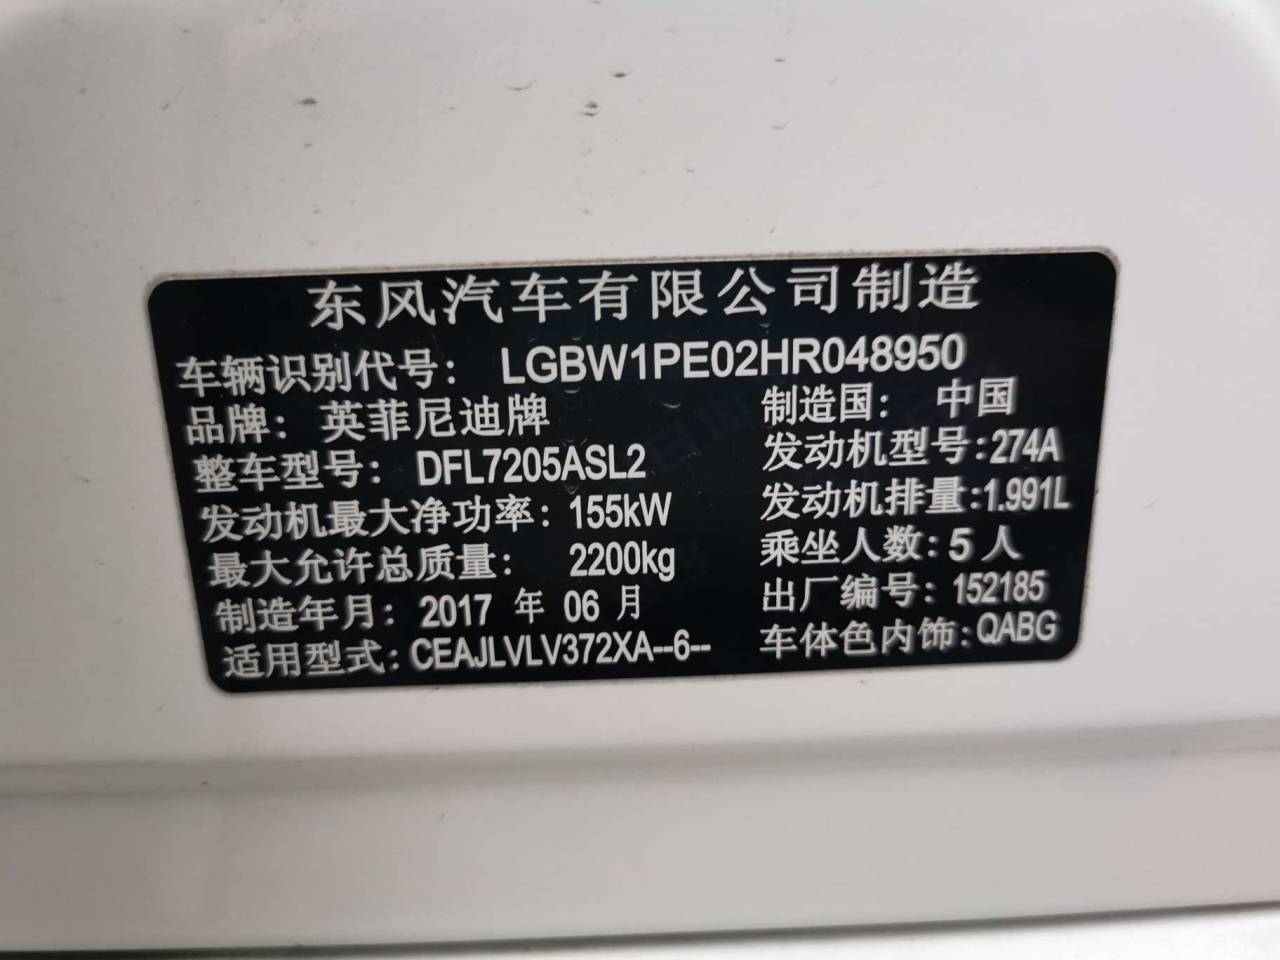 东风汽车有限公司制造
车辆识别代号： LGBW1PE02HR048950
品牌： 英菲尼迪牌 制造国： 中国
整车型号： DFL7205ASL2 发动机型号:274A
发动机最大净功率：155kW 发动机排量:1.991L
最大允许总质量： 2200kg 乘坐人数：5 人
制造年月：2017 年 06 月 出厂编号：152185
适用型式：CEAJLVLV372XA--6-- 车体色内饰:QABG